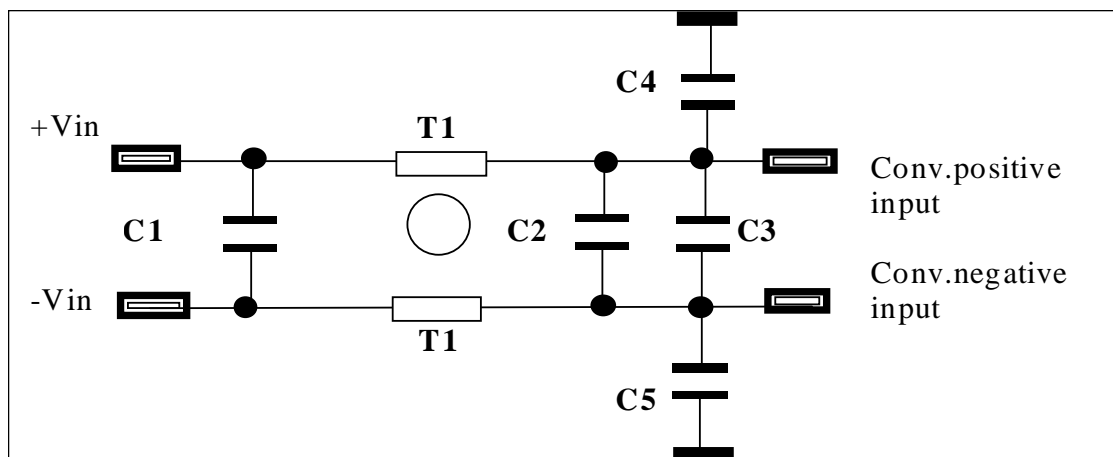 C4
+Vin
T1
Conv.positive
input
C1
C2
C3
-Vin
Conv.negative
input
T1
C5